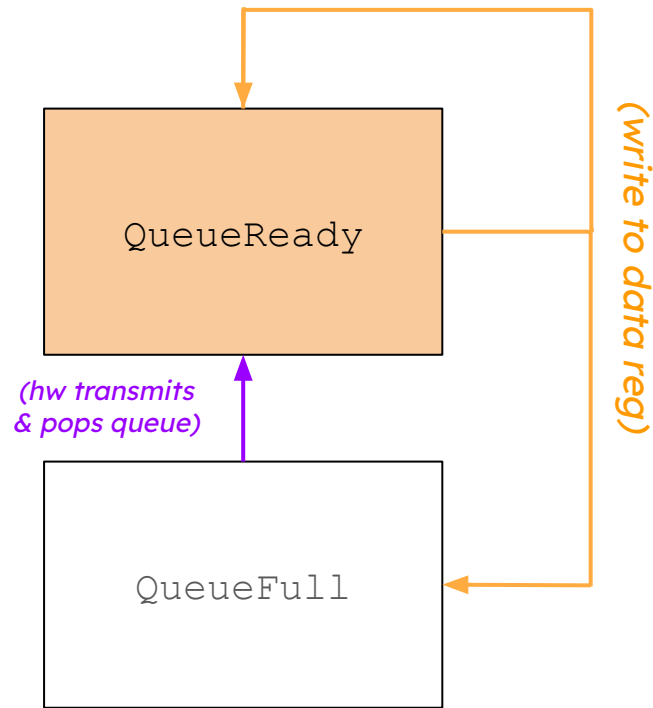 QueueReady
(write to data reg)
(hw transmits
& pops queue)
QueueFull